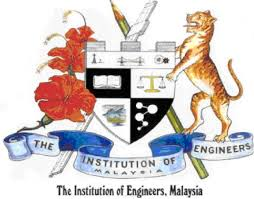 THE INSTITUTION OF ENGINEERS
MALAYSIA
The Institution of Engineers, Malaysia